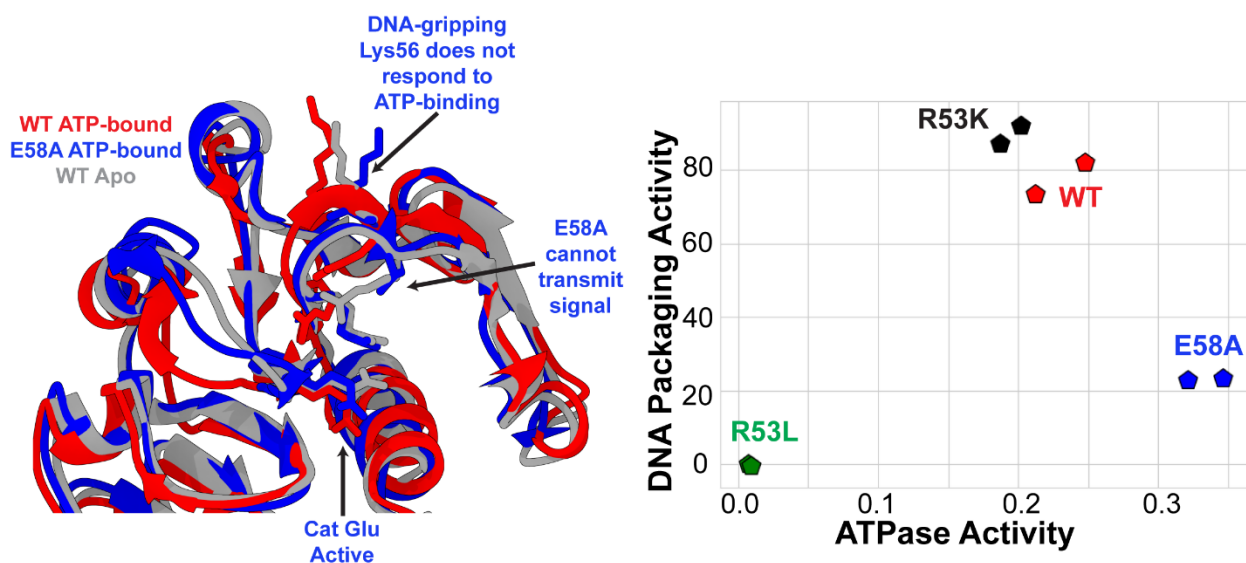 DNA-gripping
Lys56 does not
respond to
ATP-binding
WT ATP-bound
E58A ATP-bound
WT Apo
E58A
cannot
transmit
signal
Cat Glu
Active
DNA Packaging Activity
80
60
40
20
0
R53K
WT
E58A
R53L
0.0
0.1
0.2
0.3
ATPase Activity